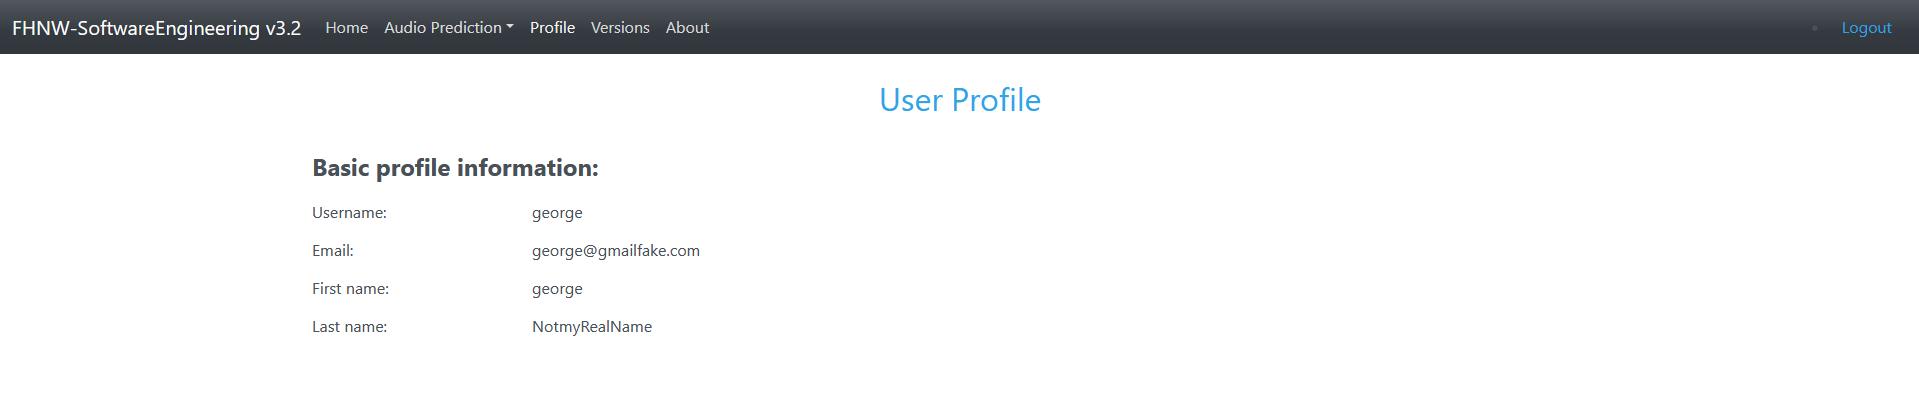 FHNW-SoftwareEngineering v3.2 Home Audio Prediction Profile Versions About Logout
User Profile
Basic profile information:
Username: george
Email: george@gmailfake.com
First name: george
Last name: NotmyRealName